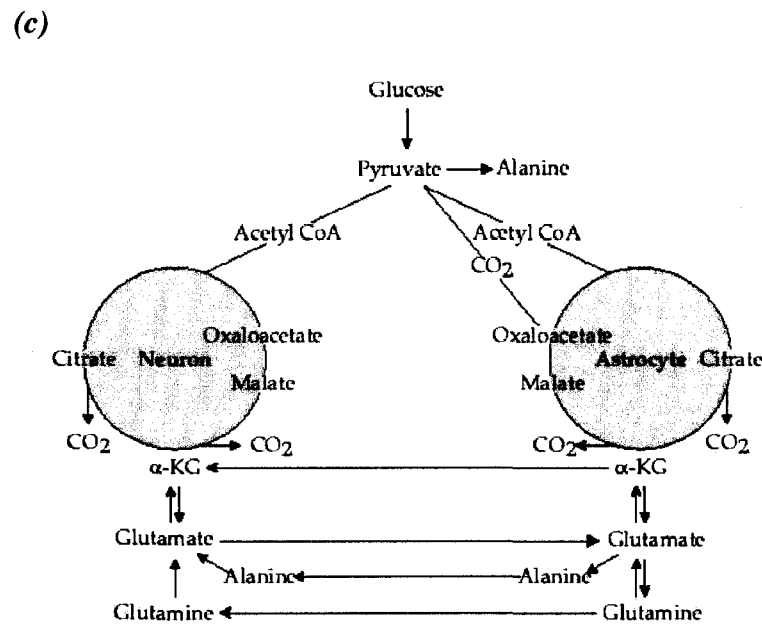 (c)
Glucose
Pyruvate Alanine
Acetyl CoA Acetyl CoA
CO2
Oxaloacetate Oxaloacetate
Citrate Neuron Astrocyte Citrate
Malate Malate
CO2 CO2 CO2 CO2
α-KG α-KG
Glutamate Glutamate
Alanine Alanine
Glutamine Glutamine